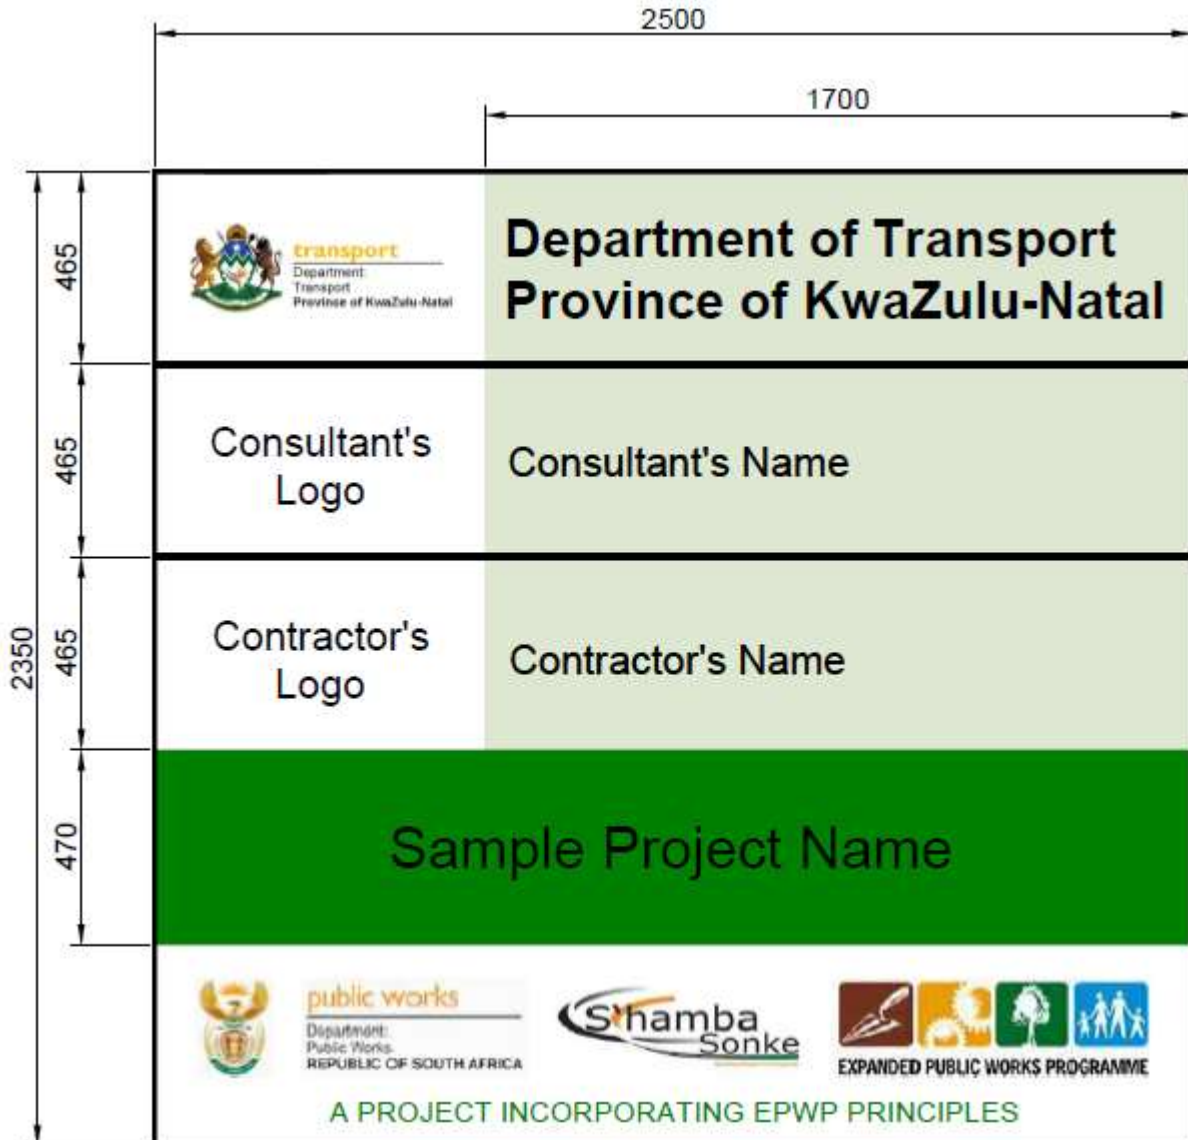 2500
1700
465
transport
Department:
Transport
Province of KwaZulu-Natal
Department of Transport
Province of KwaZulu-Natal
465
Consultant's
Logo
Consultant's Name
2350
465
Contractor's
Logo
Contractor's Name
470
Sample Project Name
public works
Department:
Public Works
REPUBLIC OF SOUTH AFRICA
S'hamba
Sonke
EXPANDED PUBLIC WORKS PROGRAMME
A PROJECT INCORPORATING EPWP PRINCIPLES